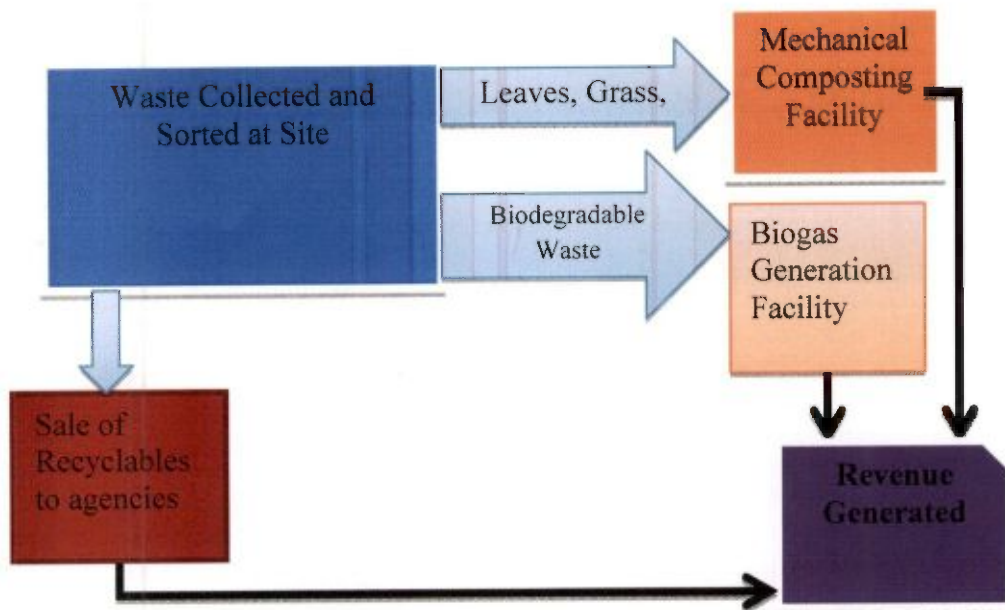 Waste Collected and
Sorted at Site
Leaves, Grass,
Mechanical
Composting
Facility
Biodegradable
Waste
Biogas
Generation
Facility
Sale of
Recyclables
to agencies
Revenue
Generated